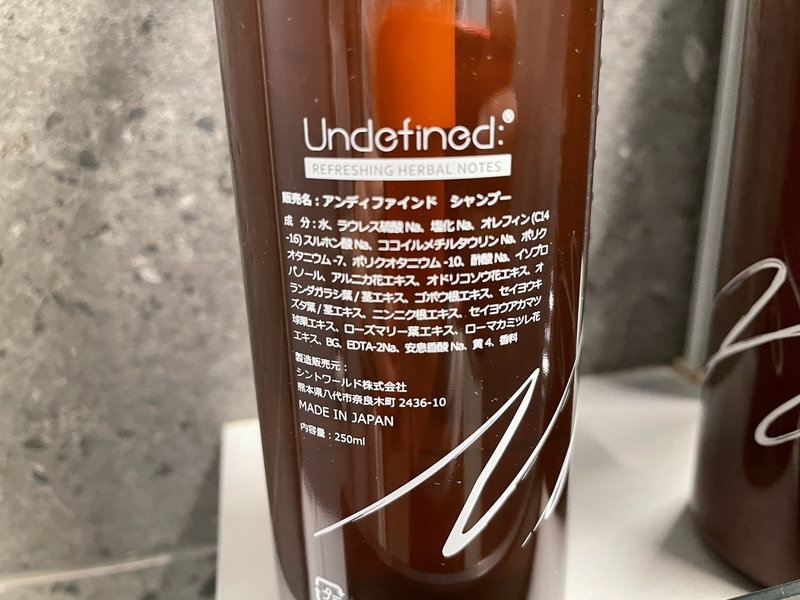 Undefined:®
REFRESHING HERBAL NOTES
販売名：アンディファインド　シャンプー
成　分：水、ラウレス硫酸Na、塩化Na、オレフィン(C14
-16)スルホン酸Na、ココイルメチルタウリンNa、ポリク
オタニウム-7、ポリクオタニウム-10、酢酸Na、イソプロ
パノール、アルニカ花エキス、オドリコソウ花エキス、オ
ランダガラシ葉/茎エキス、ゴボウ根エキス、セイヨウキ
ズタ葉/茎エキス、ニンニク根エキス、セイヨウアカマツ
球果エキス、ローズマリー葉エキス、ローマカミツレ花
エキス、BG、EDTA-2Na、安息香酸Na、黄4、香料
製造販売元：
シントワールド株式会社
熊本県八代市奈良木町 2436-10
MADE IN JAPAN
内容量：250ml
プラ